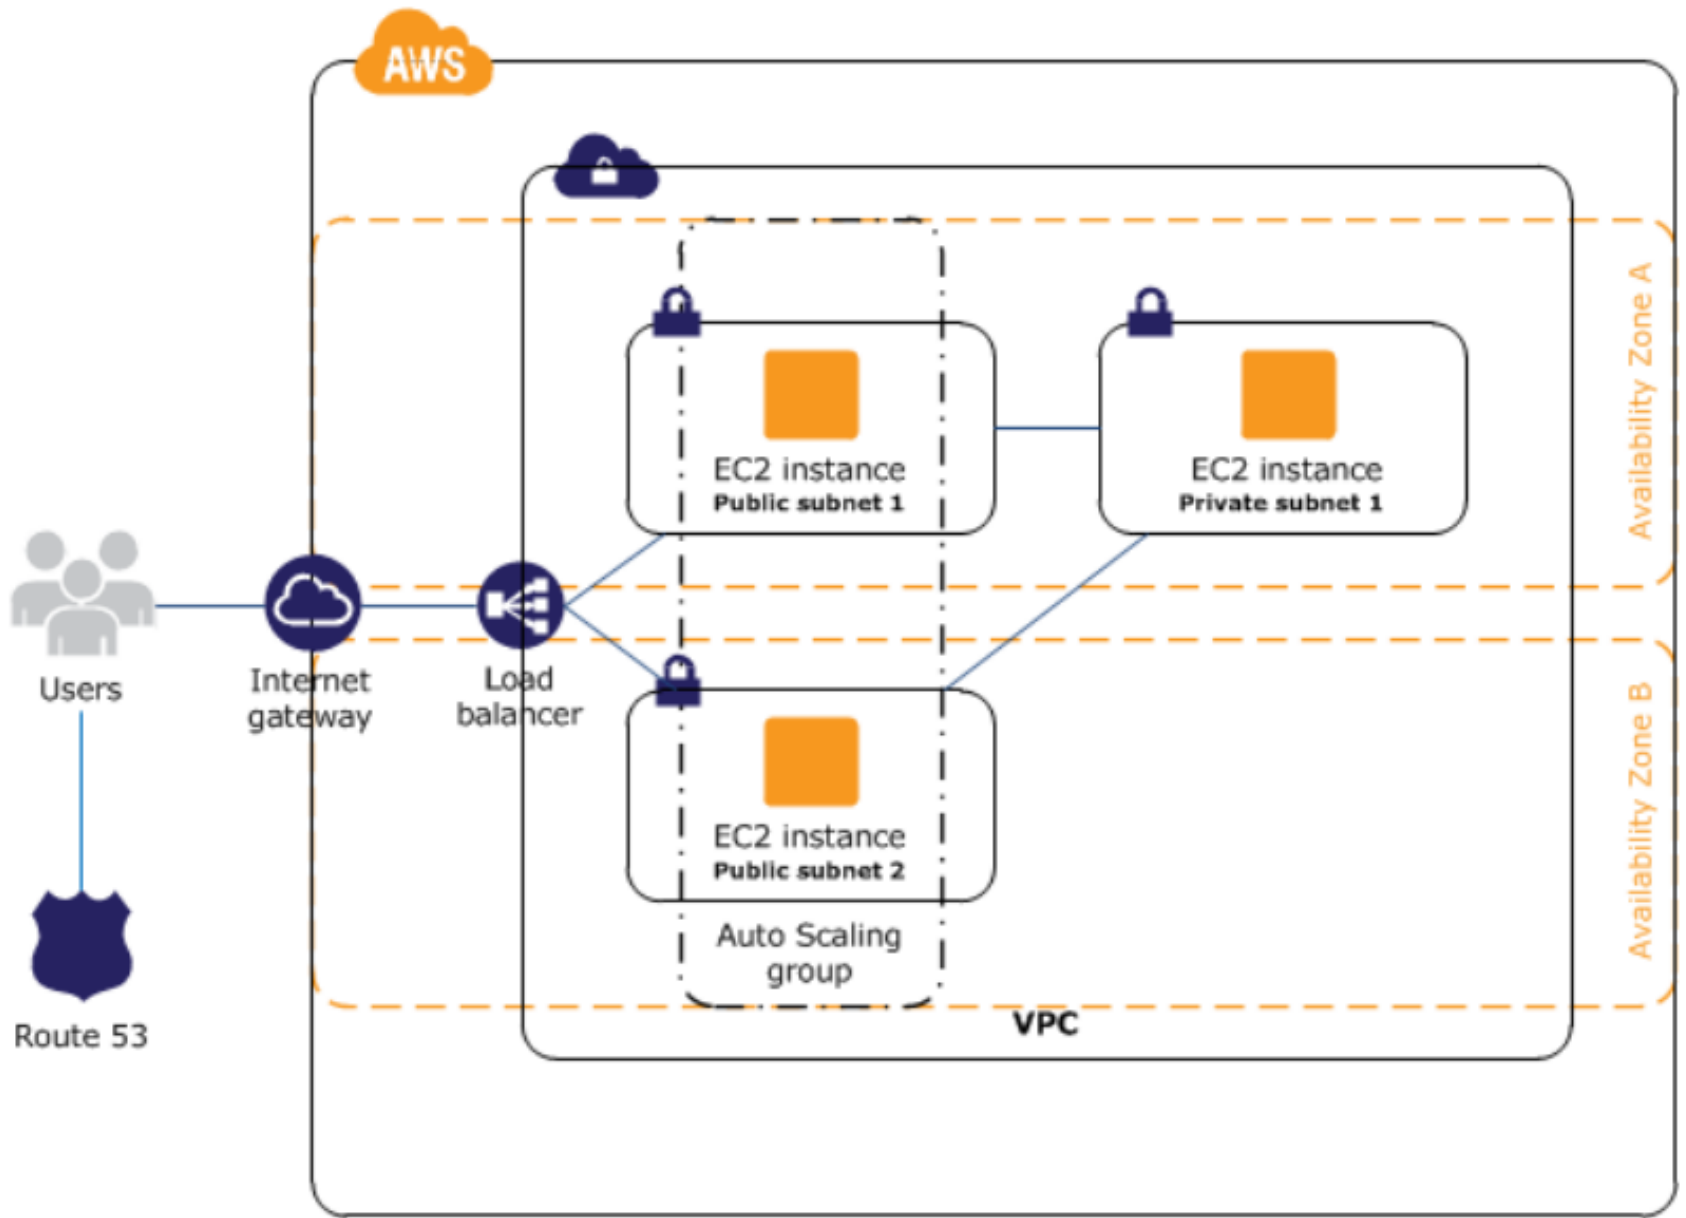 AWS
Availability Zone A
EC2 instance
Public subnet 1
EC2 instance
Private subnet 1
Users
Internet
gateway
Load
balancer
Availability Zone B
EC2 instance
Public subnet 2
Auto Scaling
group
VPC
Route 53